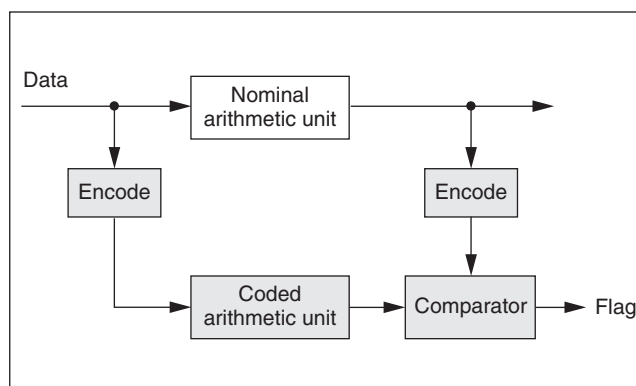 Data
Nominal
arithmetic unit
Encode
Encode
Coded
arithmetic unit
Comparator
Flag